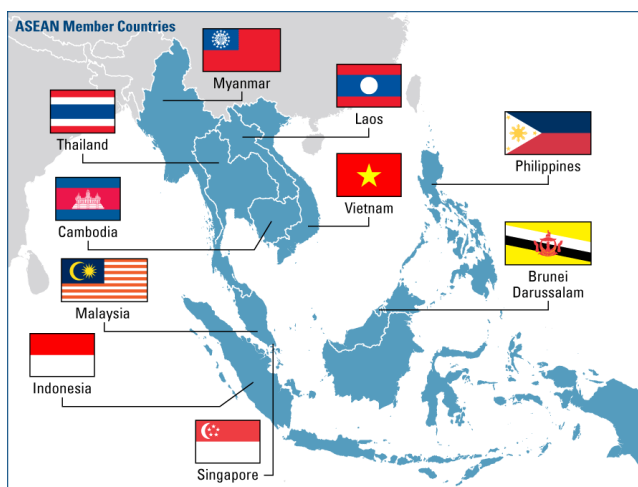 ASEAN Member Countries
Myanmar
Laos
Thailand
Philippines
Vietnam
Cambodia
Brunei
Darussalam
Malaysia
Indonesia
Singapore